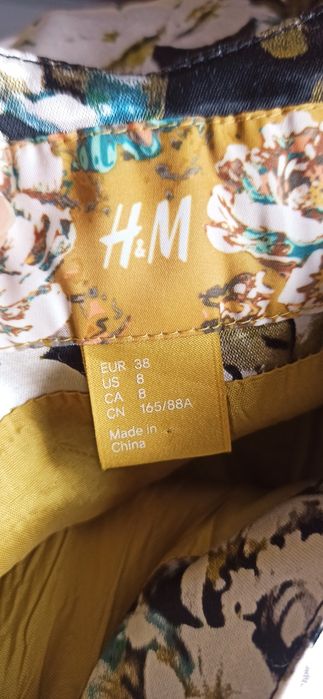 H&M
EUR 38
US 8
CA 8
CN 165/88A
Made in
China